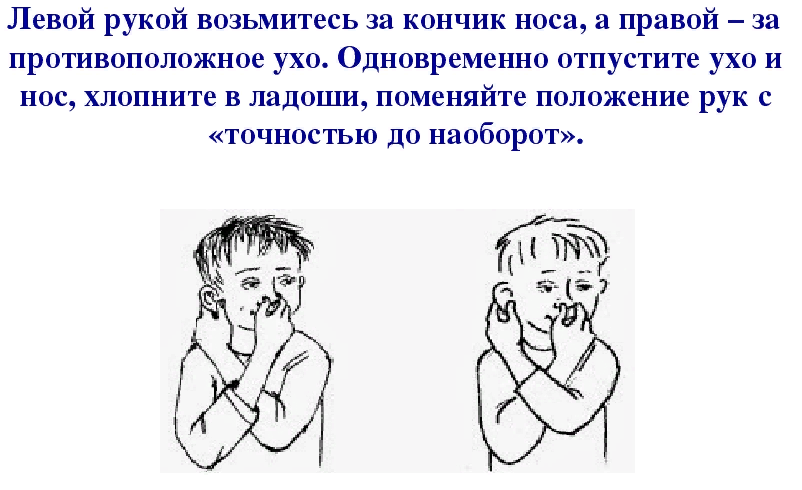 Левой рукой возьмитесь за кончик носа, а правой – за
противоположное ухо. Одновременно отпустите ухо и
нос, хлопните в ладоши, поменяйте положение рук с
«точностью до наоборот».